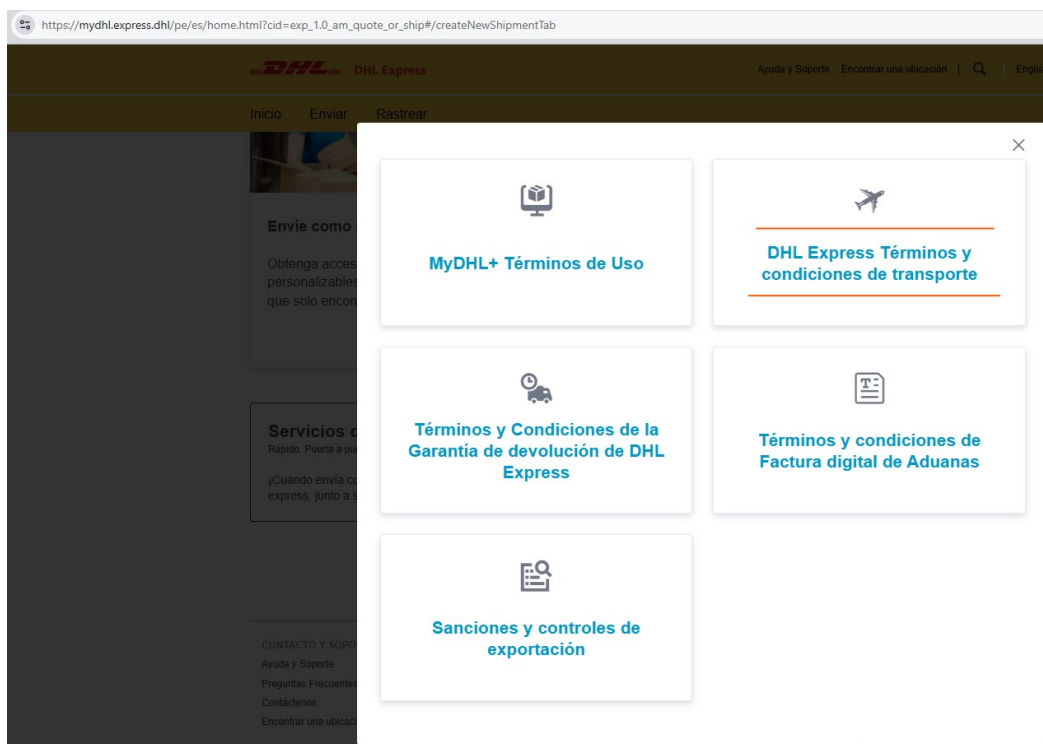 https://mydhl.express.dhl/pe/es/home.html?cid=exp_1.0_am_quote_or_ship#/createNewShipmentTab
DHL DHL Express
Ayuda y Soporte Encontrar una ubicación |
Inicio Enviar Rastrear
Envíe como
Obtenga acces
personalizables
que solo encon
Servicios
Rápido. Puerta a pu
¡Cuando envía co
express, junto a s
CONTACTO Y SOPO
Ayuda y Soporte
Preguntas Frecuentes
Contáctenos
Encontrar una ubicaci
MyDHL+ Términos de Uso
DHL Express Términos y
condiciones de transporte
Términos y Condiciones de la
Garantía de devolución de DHL
Express
Términos y condiciones de
Factura digital de Aduanas
Sanciones y controles de
exportación